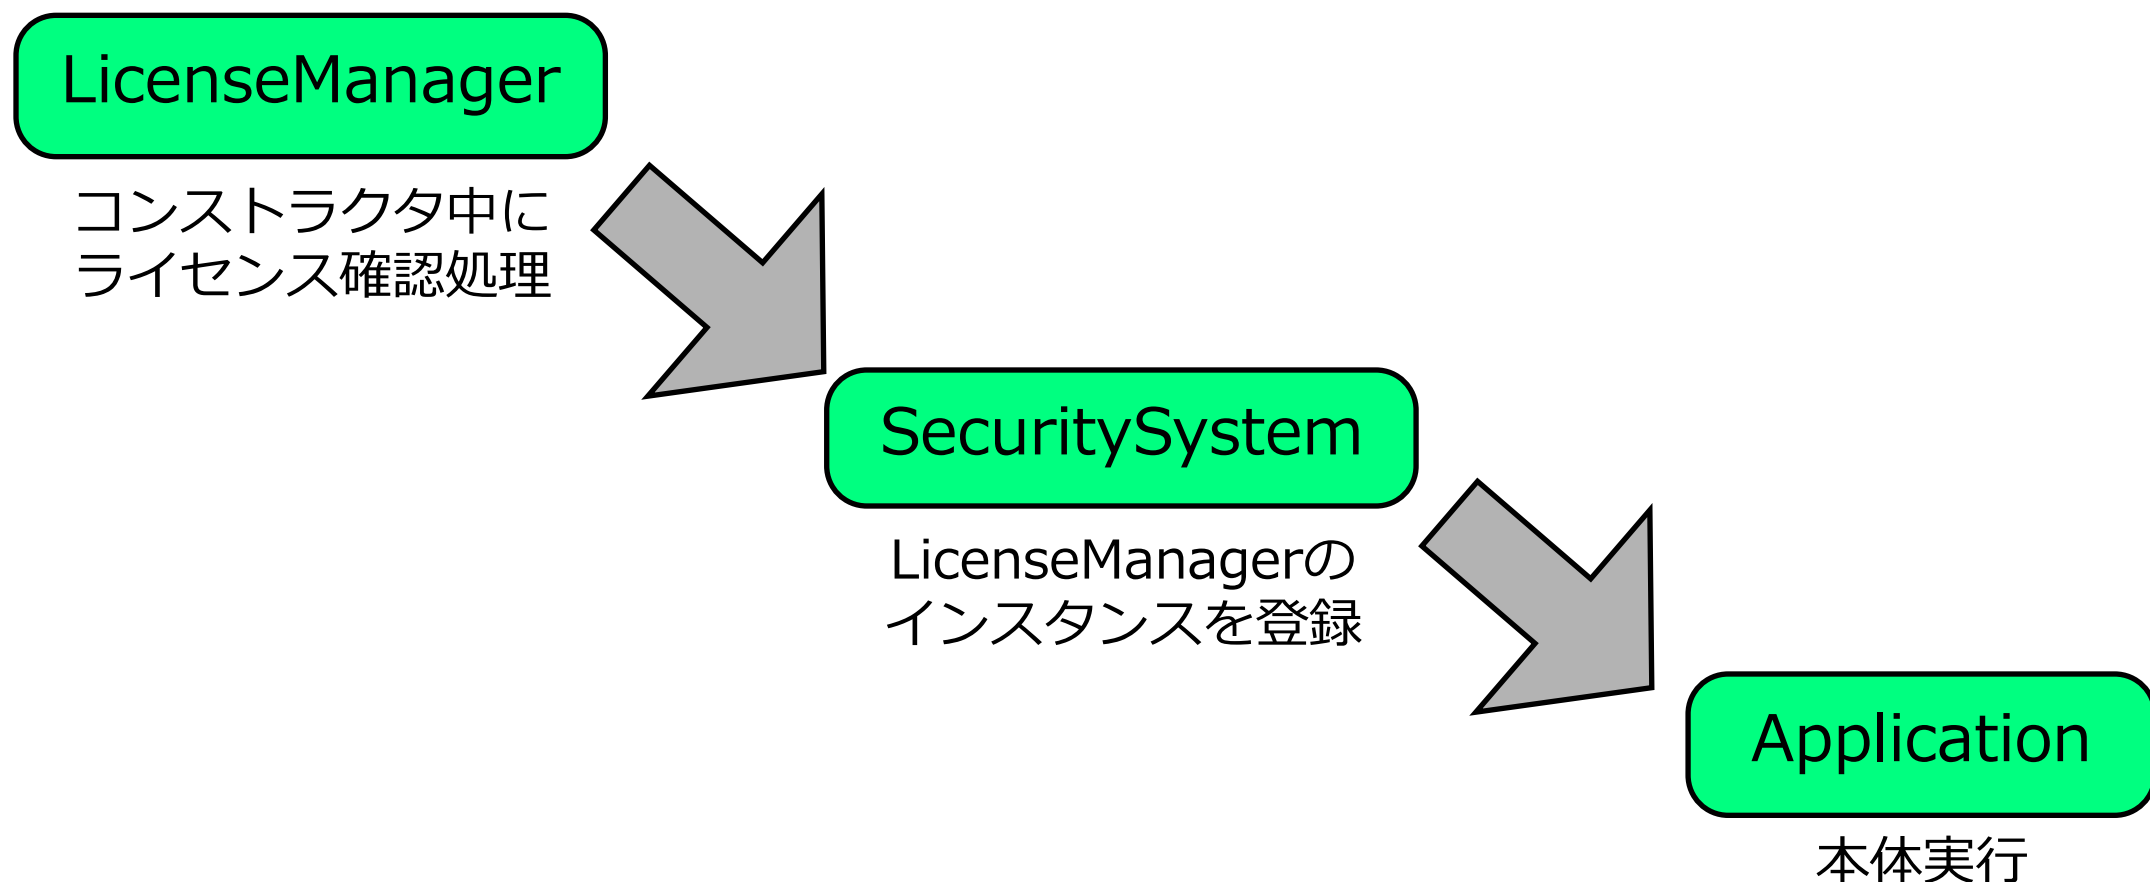 LicenseManager
コンストラクタ中に
ライセンス確認処理
SecuritySystem
LicenseManagerの
インスタンスを登録
Application
本体実行